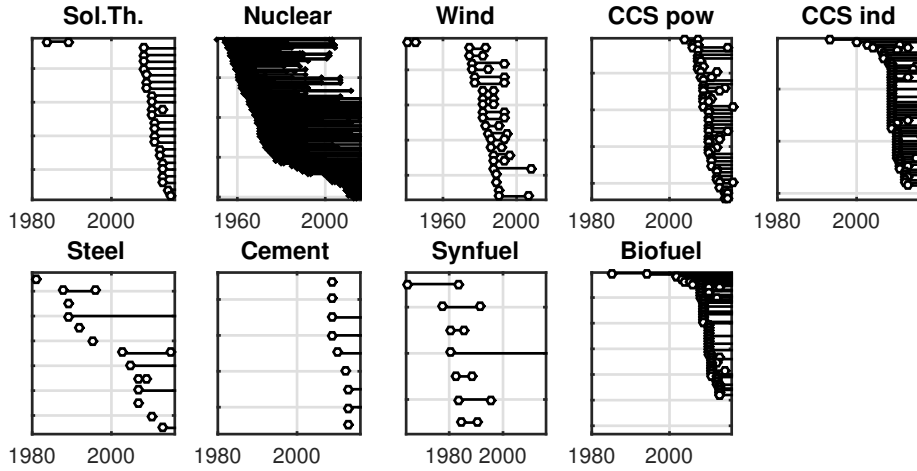 Sol.Th. Nuclear Wind CCS pow CCS ind
1980 2000 1960 2000 1960 2000 1980 2000 1980 2000
Steel Cement Synfuel Biofuel
1980 2000 1980 2000 1980 2000 1980 2000